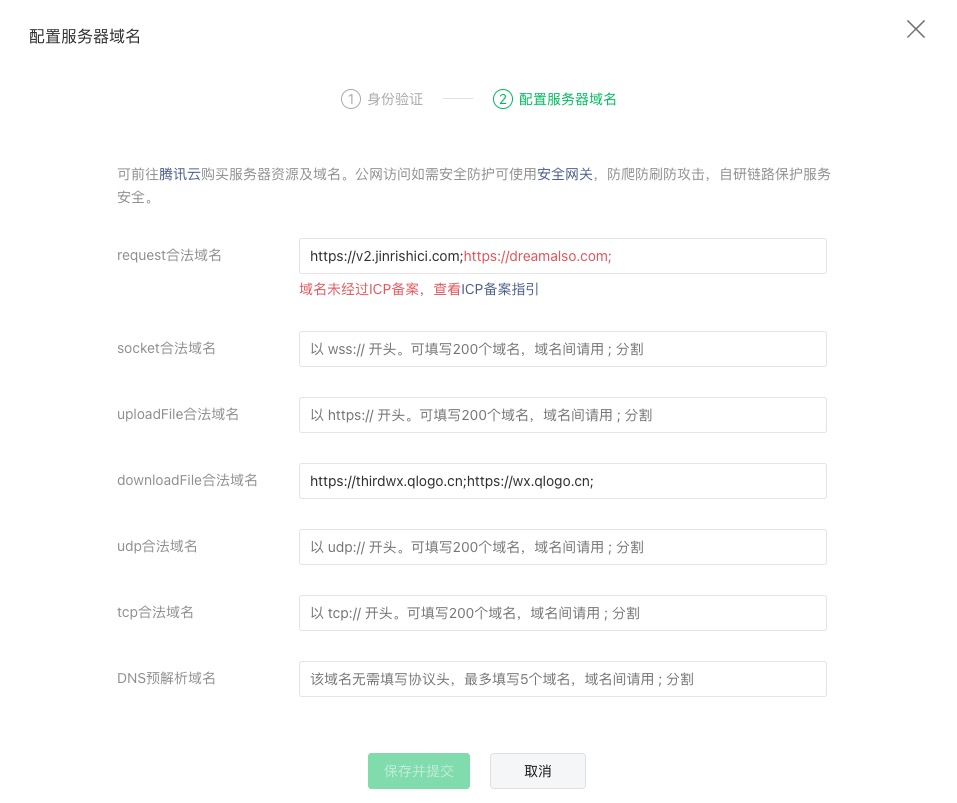 配置服务器域名
1 身份验证 2 配置服务器域名
可前往腾讯云购买服务器资源及域名。公网访问如需安全防护可使用安全网关，防爬防刷防攻击，自研链路保护服务
安全。
request合法域名 https://v2.jinrishici.com;https://dreamalso.com;
域名未经过ICP备案，查看ICP备案指引
socket合法域名 以 wss:// 开头。可填写200个域名，域名间请用 ; 分割
uploadFile合法域名 以 https:// 开头。可填写200个域名，域名间请用 ; 分割
downloadFile合法域名 https://thirdwx.qlogo.cn;https://wx.qlogo.cn;
udp合法域名 以 udp:// 开头。可填写200个域名，域名间请用 ; 分割
tcp合法域名 以 tcp:// 开头。可填写200个域名，域名间请用 ; 分割
DNS预解析域名 该域名无需填写协议头，最多填写5个域名，域名间请用 ; 分割
保存并提交 取消